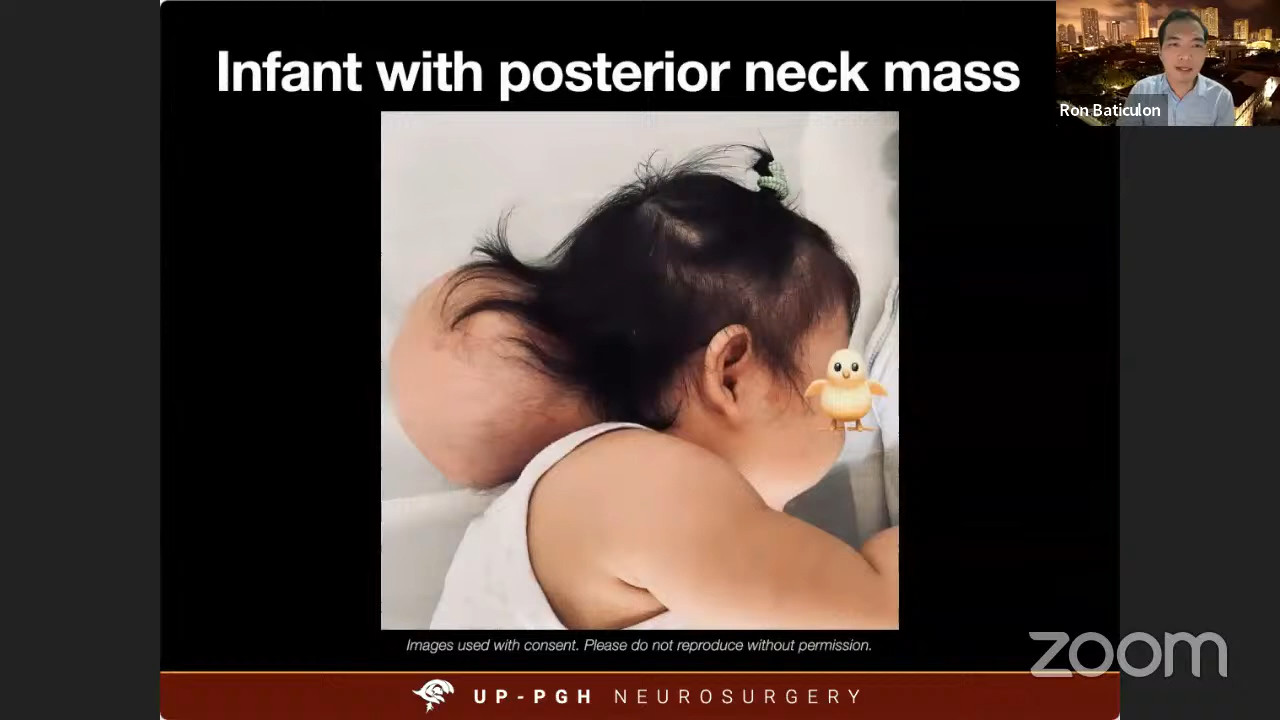 Infant with posterior neck mass
Ron Baticulon
Images used with consent. Please do not reproduce without permission.
zoom
UP-PGH NEUROSURGERY